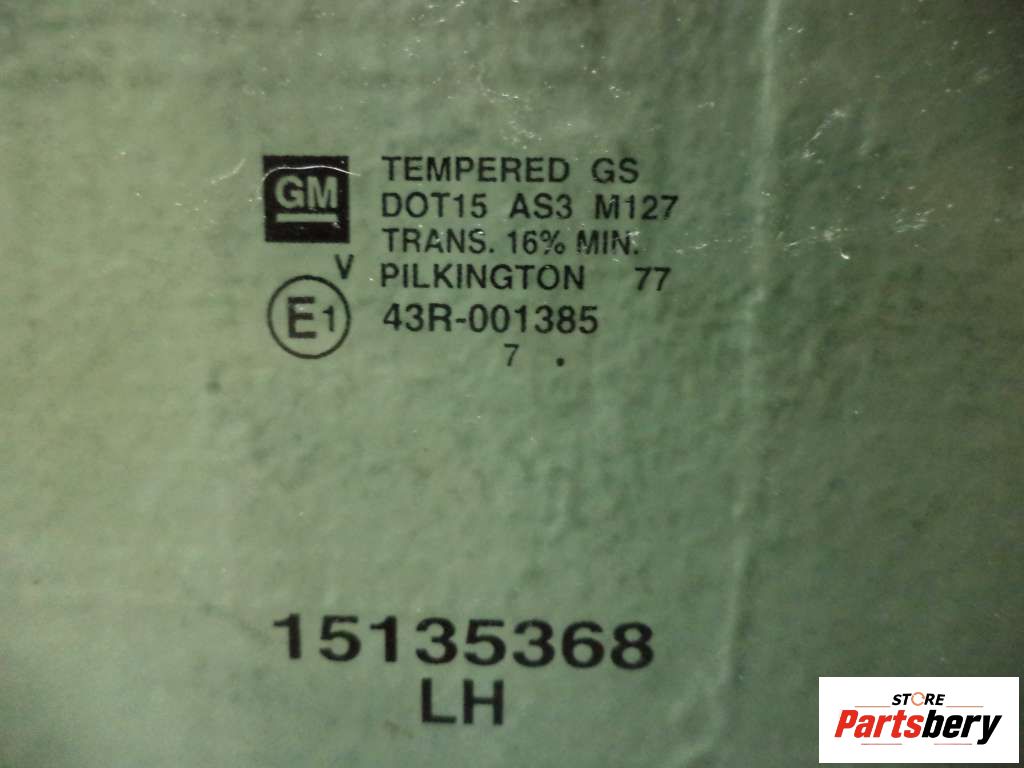 GM
TEMPERED GS
DOT15 AS3 M127
TRANS. 16% MIN.
V
PILKINGTON 77
E1
43R-001385
7 .
15135368
LH
STORE
Partsbery